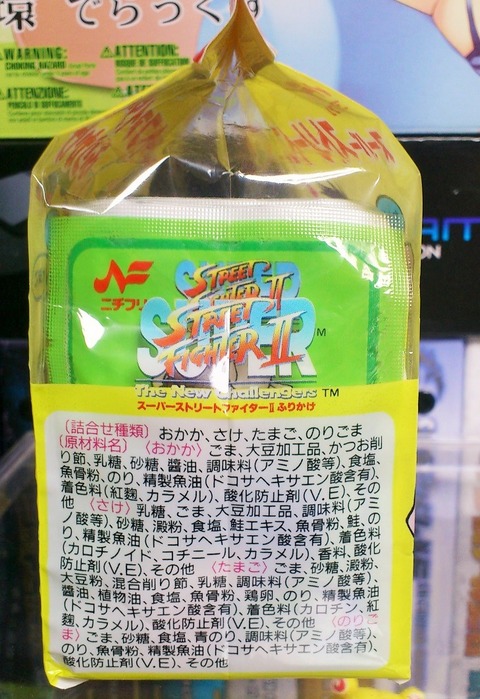 環 でらっくす
WARNING:
CHOKING HAZARD
ATTENTION:
RISQUE DE SUFFOCATION
ATTENZIONE:
ATTENTIE:
ニチフリ
SUPER
STREET
FIGHTER II
TM
The New Challengers TM
スーパーストリートファイターII ふりかけ
〈詰合せ種類〉 おかか、さけ、たまご、のりごま
〈原材料名〉〈おかか〉ごま、大豆加工品、かつお削
り節、乳糖、砂糖、醤油、調味料(アミノ酸等)、食塩、
魚骨粉、のり、精製魚油(ドコサヘキサエン酸含有)、
着色料(紅麹、カラメル)、酸化防止剤(V.E)、その
他 〈さけ〉乳糖、ごま、大豆加工品、調味料(アミ
ノ酸等)、砂糖、澱粉、食塩、鮭エキス、魚骨粉、鮭、の
り、精製魚油(ドコサヘキサエン酸含有)、着色料
(カロチノイド、コチニール、カラメル)、香料、酸化
防止剤(V.E)、その他 〈たまご〉ごま、砂糖、澱粉、
大豆粉、混合削り節、乳糖、調味料(アミノ酸等)、
醤油、植物油、食塩、魚骨粉、鶏卵、のり、精製魚油
(ドコサヘキサエン酸含有)、着色料(カロチン、紅
麹、カラメル)、酸化防止剤(V.E)、その他 〈のりご
ま〉ごま、砂糖、食塩、青のり、調味料(アミノ酸等)、
のり、魚骨粉、精製魚油(ドコサヘキサエン酸含有)、
酸化防止剤(V.E)、その他